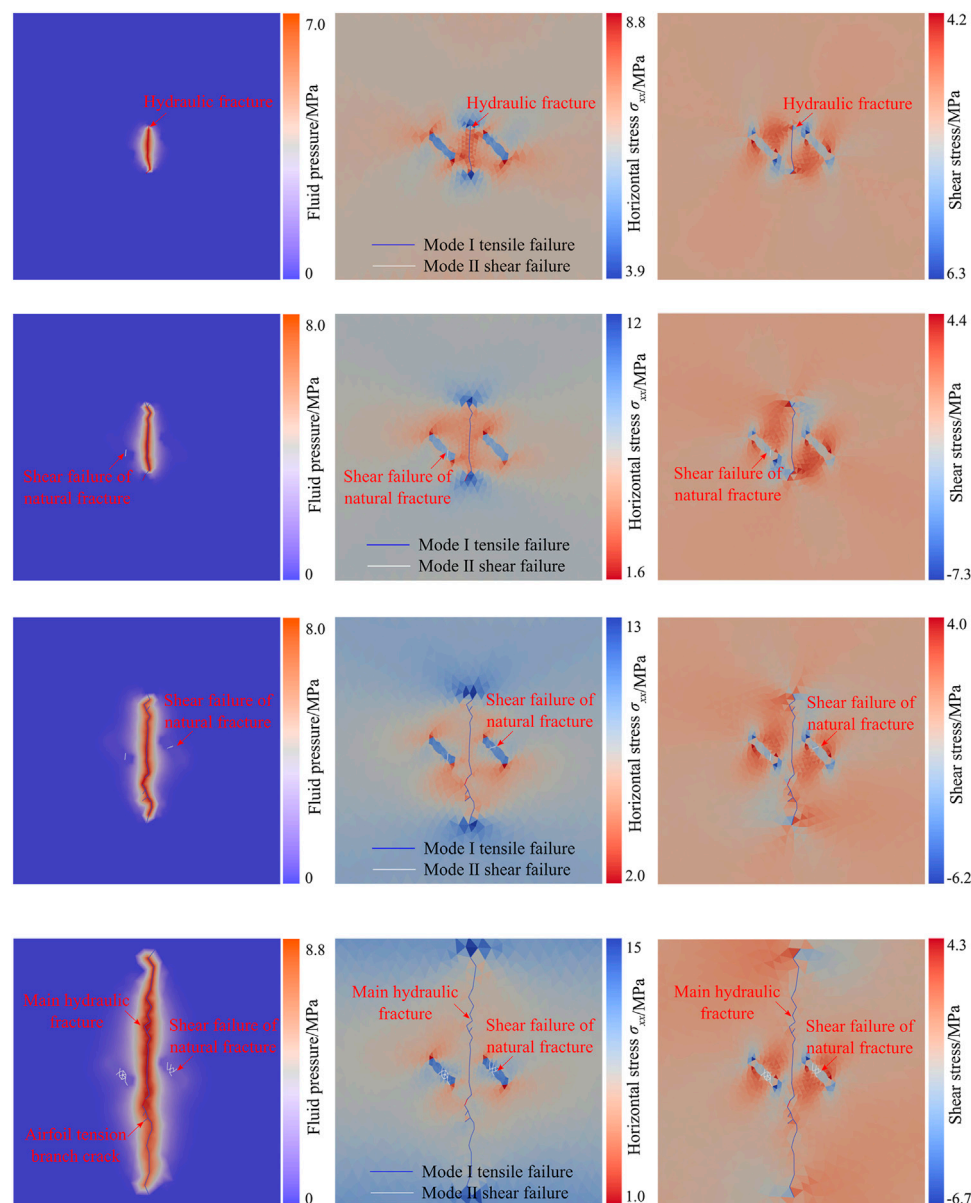 7.0
Hydraulic fracture
Fluid pressure/MPa
0
8.8
Hydraulic fracture
Horizontal stress σxx/MPa
Mode I tensile failure
Mode II shear failure
3.9
4.2
Hydraulic fracture
Shear stress/MPa
6.3
8.0
Shear failure of
natural fracture
Fluid pressure/MPa
0
12
Shear failure of
natural fracture
Horizontal stress σxx/MPa
Mode I tensile failure
Mode II shear failure
1.6
4.4
Shear failure of
natural fracture
Shear stress/MPa
-7.3
8.0
Shear failure of
natural fracture
Fluid pressure/MPa
0
13
Shear failure of
natural fracture
Horizontal stress σxx/MPa
Mode I tensile failure
Mode II shear failure
2.0
4.0
Shear failure of
natural fracture
Shear stress/MPa
-6.2
8.8
Main hydraulic
fracture
Shear failure of
natural fracture
Airfail tension
branch crack
Fluid pressure/MPa
0
15
Main hydraulic
fracture
Shear failure of
natural fracture
Horizontal stress σxx/MPa
Mode I tensile failure
Mode II shear failure
1.0
4.3
Main hydraulic
fracture
Shear failure of
natural fracture
Shear stress/MPa
-6.7